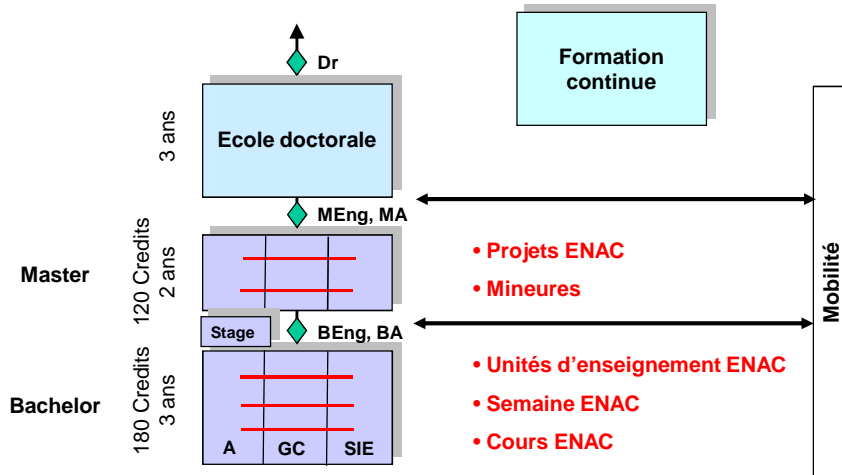 Dr
Formation
continue
3 ans
Ecole doctorale
MEng, MA
Master
120 Credits
2 ans
• Projets ENAC
• Mineures
Mobilité
Stage
BEng, BA
Bachelor
180 Credits
3 ans
• Unités d'enseignement ENAC
• Semaine ENAC
• Cours ENAC
A GC SIE